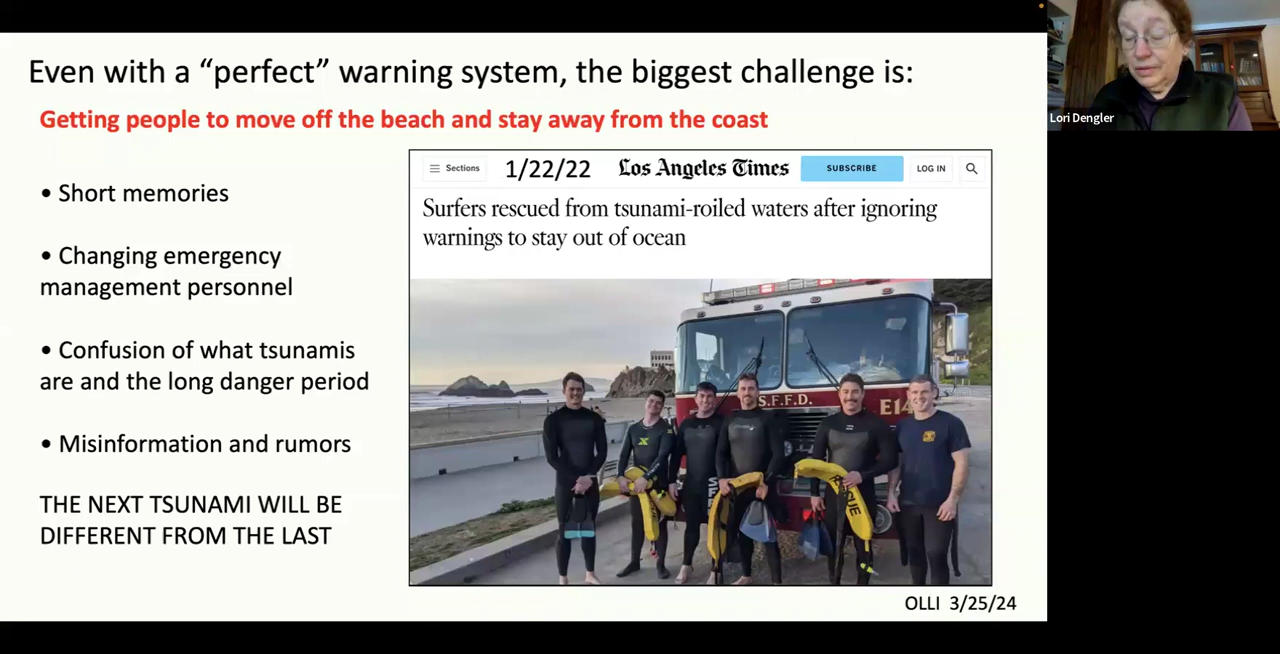 Even with a “perfect” warning system, the biggest challenge is:
Getting people to move off the beach and stay away from the coast
• Short memories
• Changing emergency
management personnel
• Confusion of what tsunamis
are and the long danger period
• Misinformation and rumors
THE NEXT TSUNAMI WILL BE
DIFFERENT FROM THE LAST
Sections
1/22/22
Los Angeles Times
SUBSCRIBE
LOG IN
Surfers rescued from tsunami-roiled waters after ignoring
warnings to stay out of ocean
S.F.F.D.
E14
OLLI 3/25/24
Lori Dengler